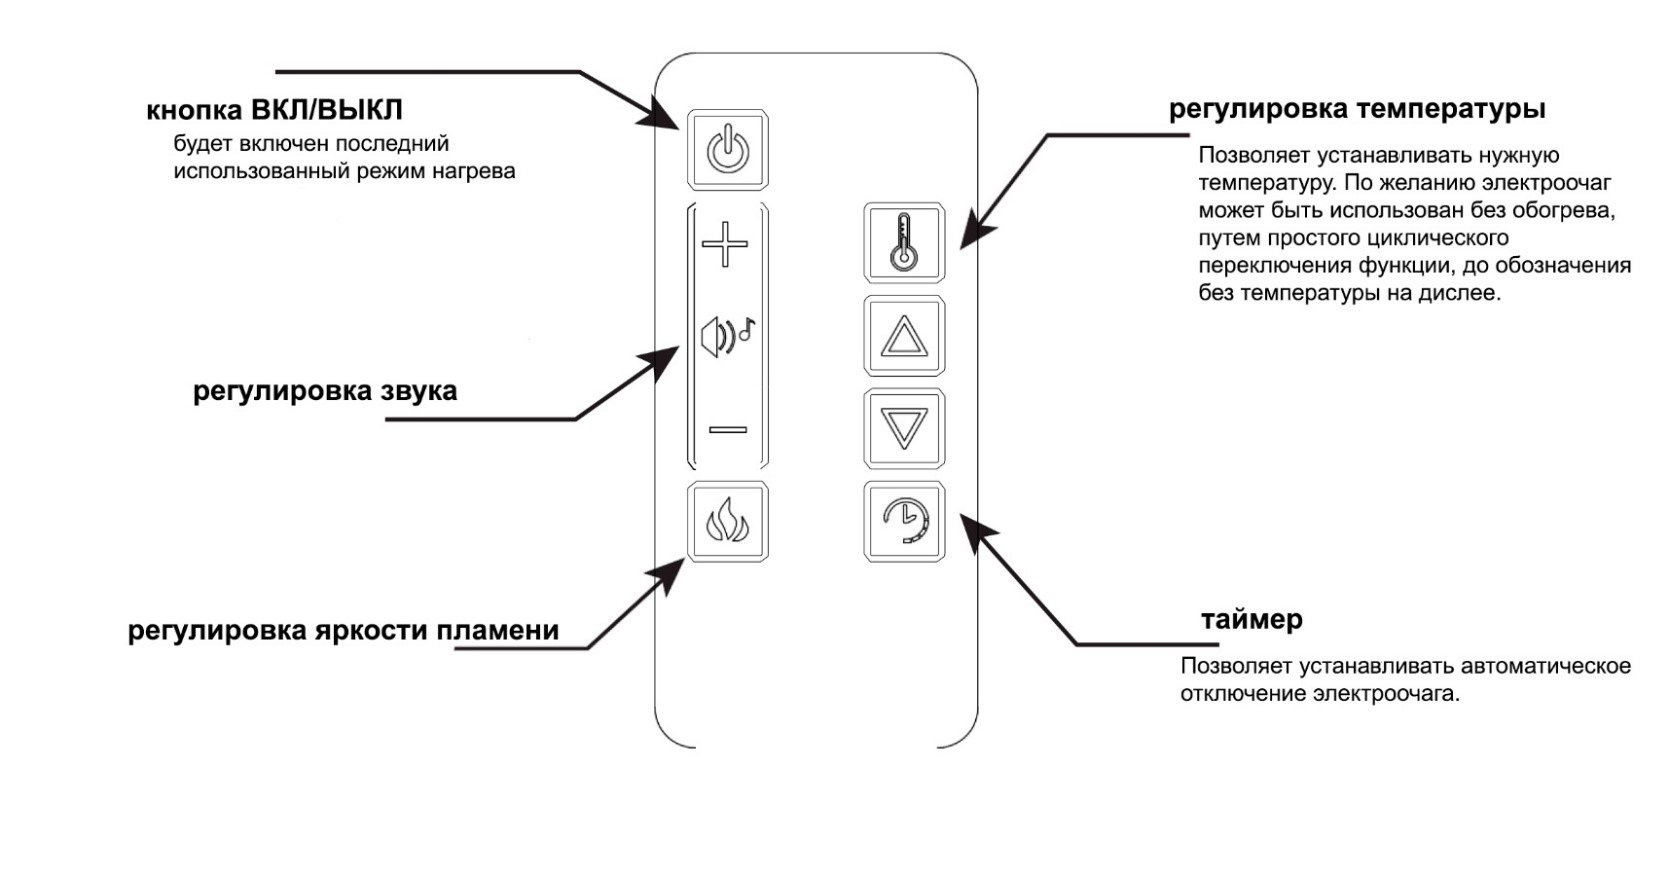 кнопка ВКЛ/ВЫКЛ
будет включен последний
использованный режим нагрева
регулировка звука
регулировка яркости пламени
регулировка температуры
Позволяет устанавливать нужную
температуру. По желанию электроочаг
может быть использован без обогрева,
путем простого циклического
переключения функции, до обозначения
без температуры на дислее.
таймер
Позволяет устанавливать автоматическое
отключение электроочага.